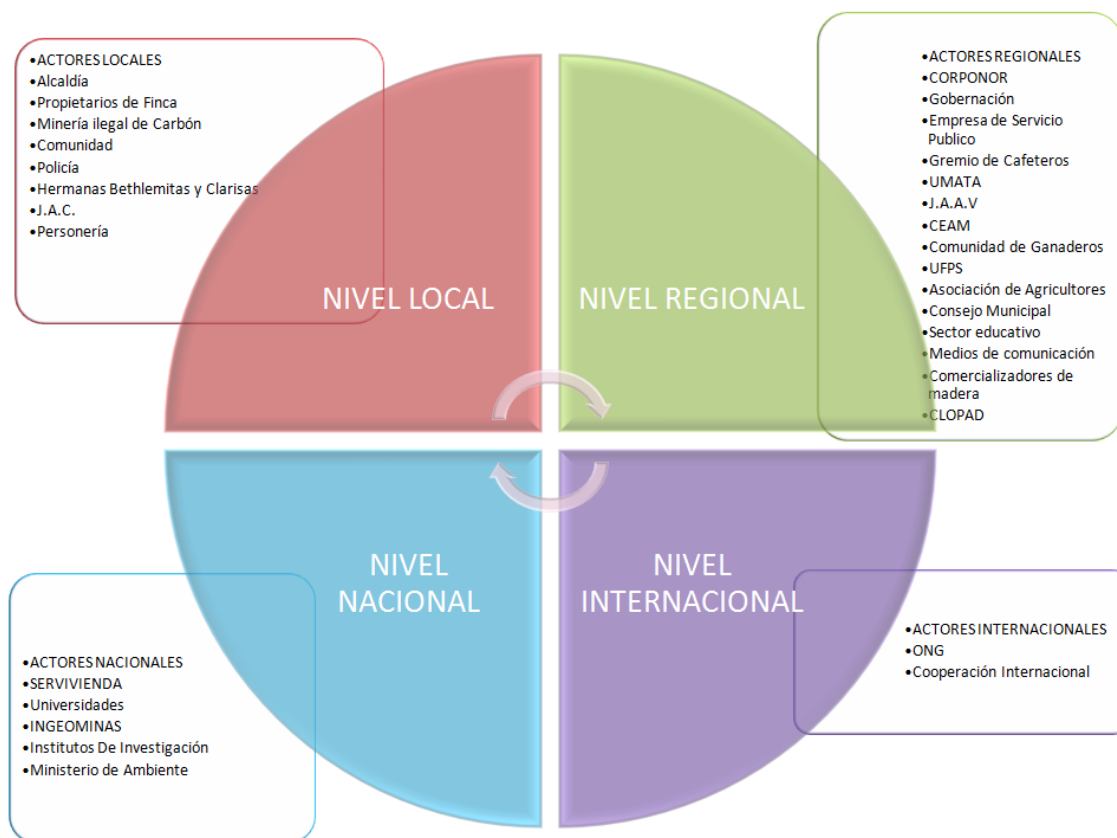 •ACTORES LOCALES
•Alcaldía
•Propietarios de Finca
•Minería ilegal de Carbón
•Comunidad
•Policía
•Hermanas Bethlemitas y Clarisas
•J.A.C.
•Personería
NIVEL LOCAL
•ACTORES REGIONALES
•CORPONOR
•Gobernación
•Empresa de Servicio
Publico
•Gremio de Cafeteros
•UMATA
•J.A.A.V
•CEAM
•Comunidad de Ganaderos
•UFPS
•Asociación de Agricultores
•Consejo Municipal
•Sector educativo
•Medios de comunicación
•Comercializadores de
madera
•CLOPAD
NIVEL REGIONAL
NIVEL
NACIONAL
•ACTORES NACIONALES
•SERVIVIENDA
•Universidades
•INGEOMINAS
•Institutos De Investigación
•Ministerio de Ambiente
NIVEL
INTERNACIONAL
•ACTORES INTERNACIONALES
•ONG
•Cooperación Internacional